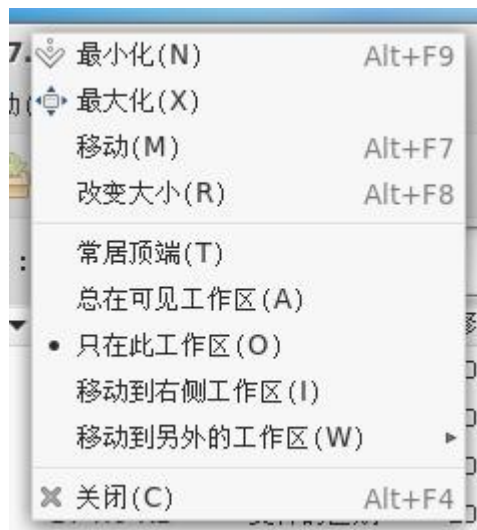 最小化(N) Alt+F9
最大化(X)
移动(M) Alt+F7
改变大小(R) Alt+F8
常居顶端(T)
总在可见工作区(A)
只在此工作区(O)
移动到右侧工作区(I)
移动到另外的工作区(W)
关闭(C) Alt+F4